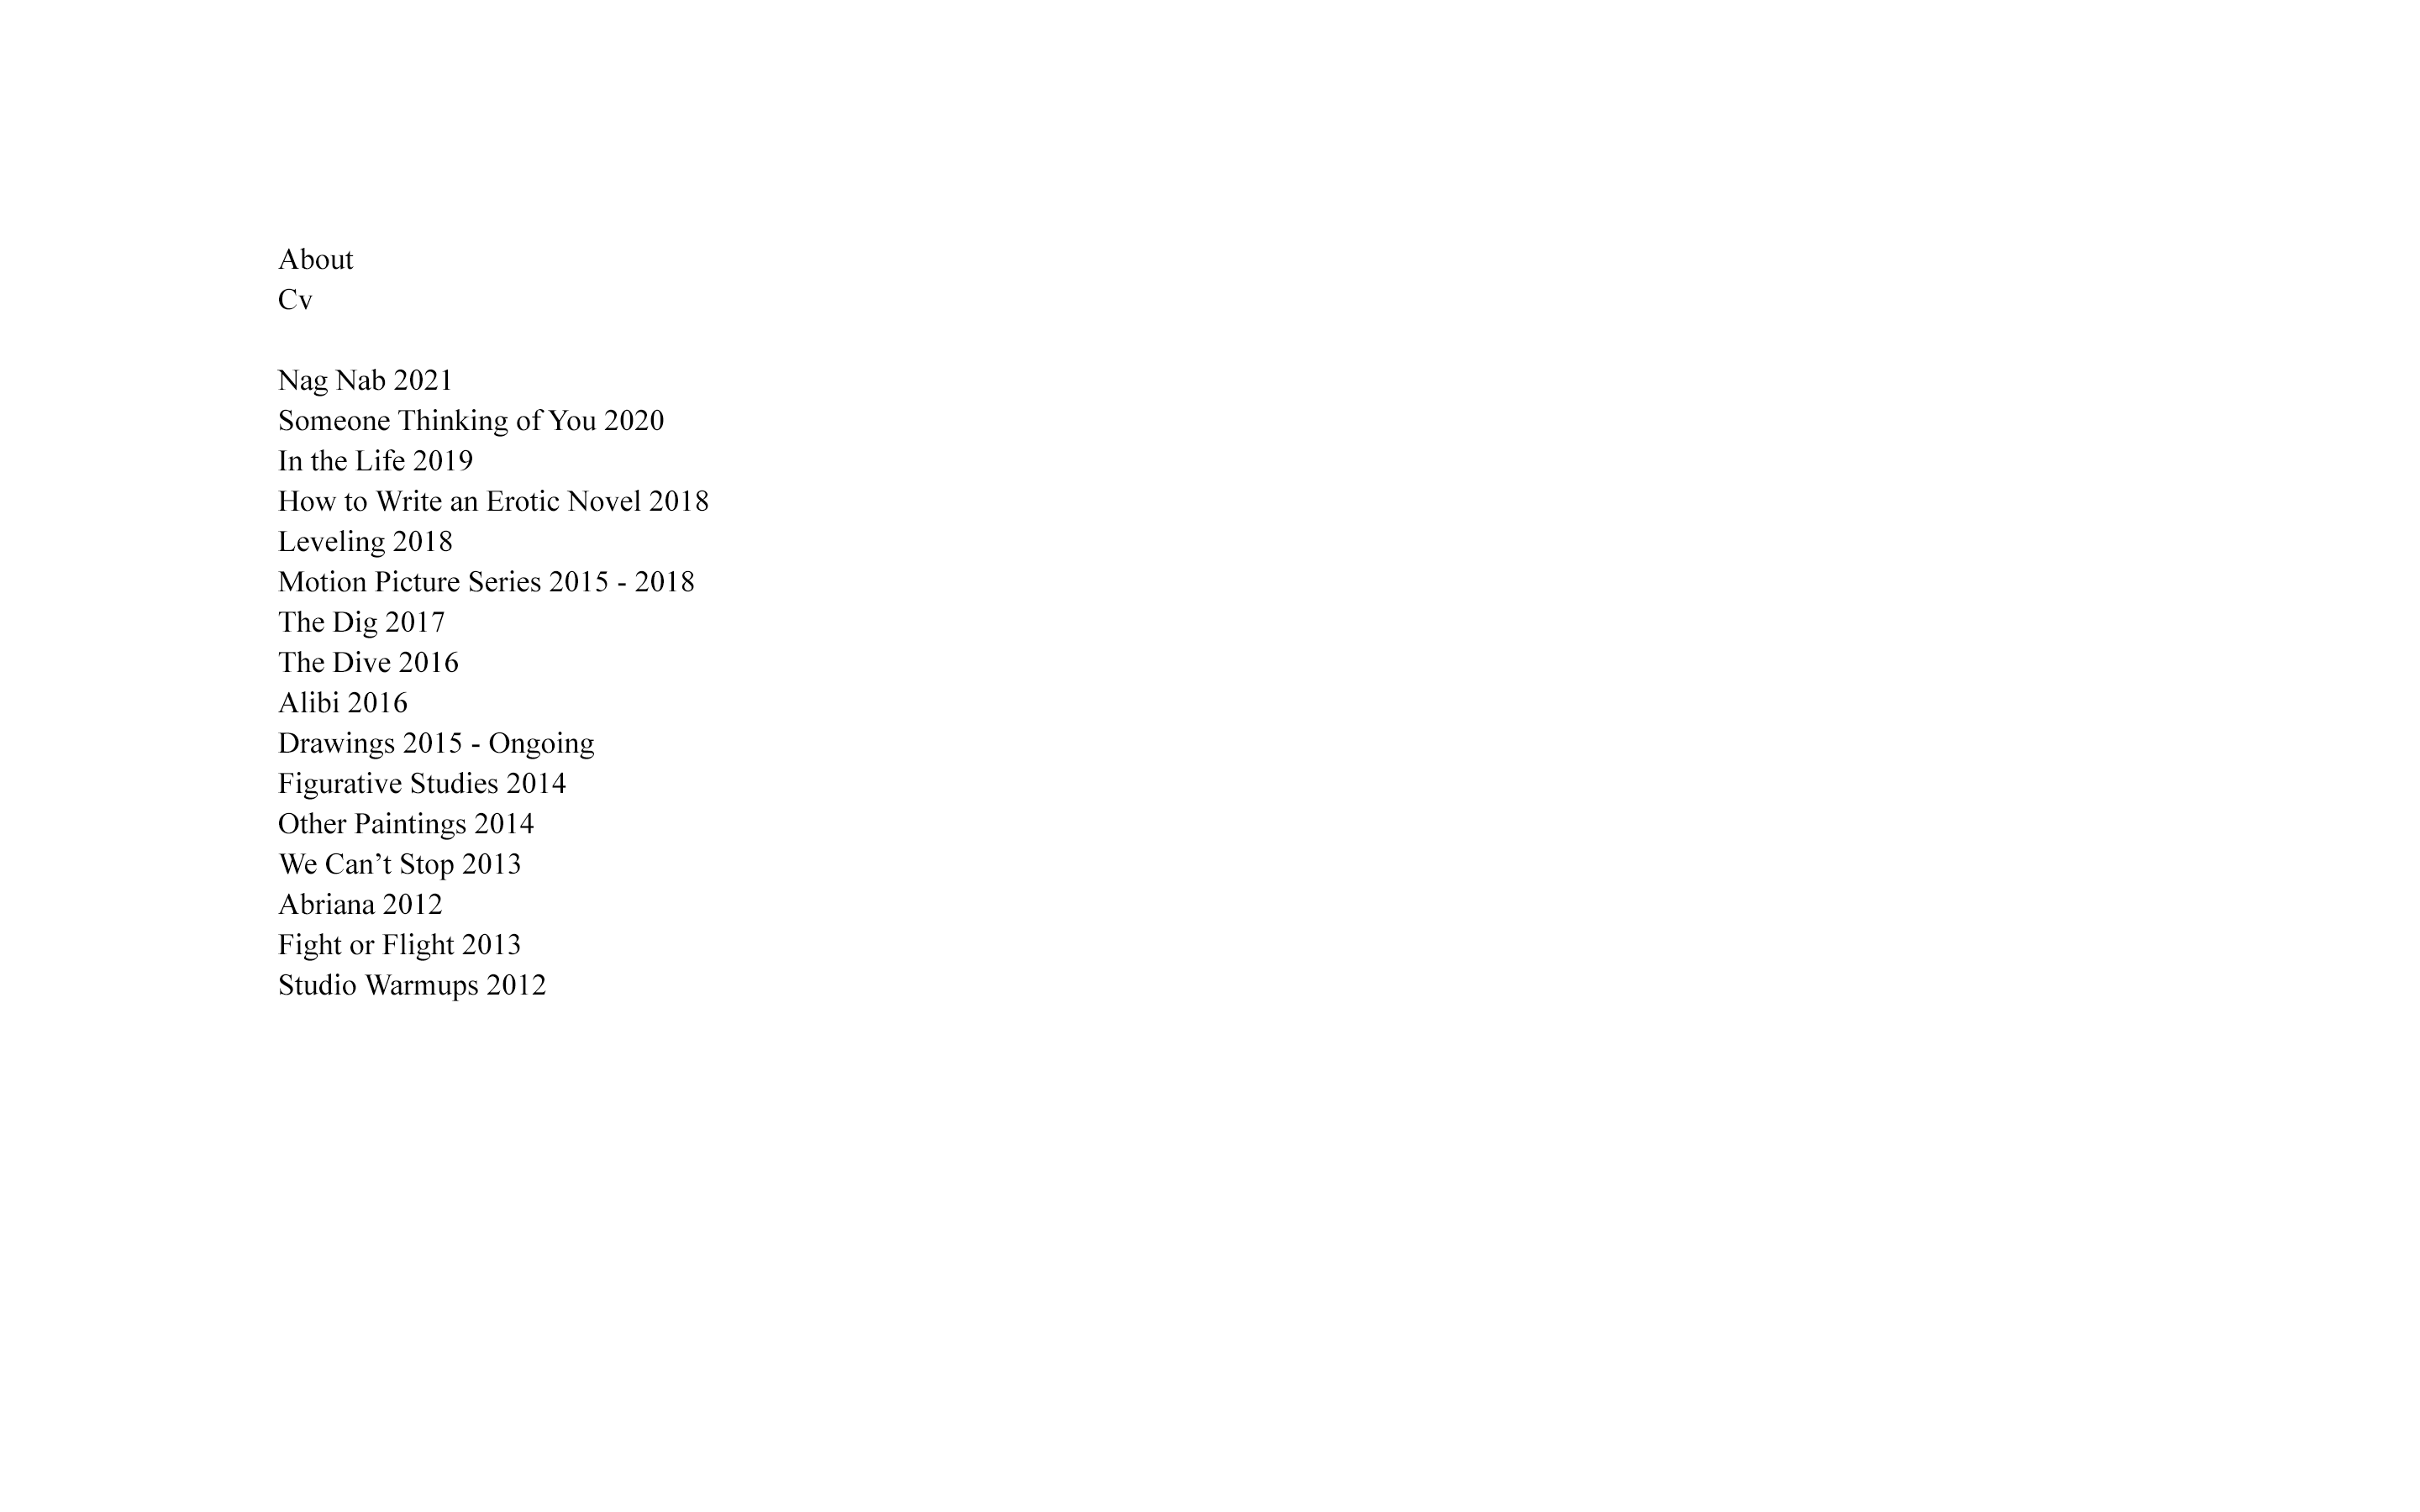 About
Cv
Nag Nab 2021
Someone Thinking of You 2020
In the Life 2019
How to Write an Erotic Novel 2018
Leveling 2018
Motion Picture Series 2015 - 2018
The Dig 2017
The Dive 2016
Alibi 2016
Drawings 2015 - Ongoing
Figurative Studies 2014
Other Paintings 2014
We Can’t Stop 2013
Abriana 2012
Fight or Flight 2013
Studio Warmups 2012